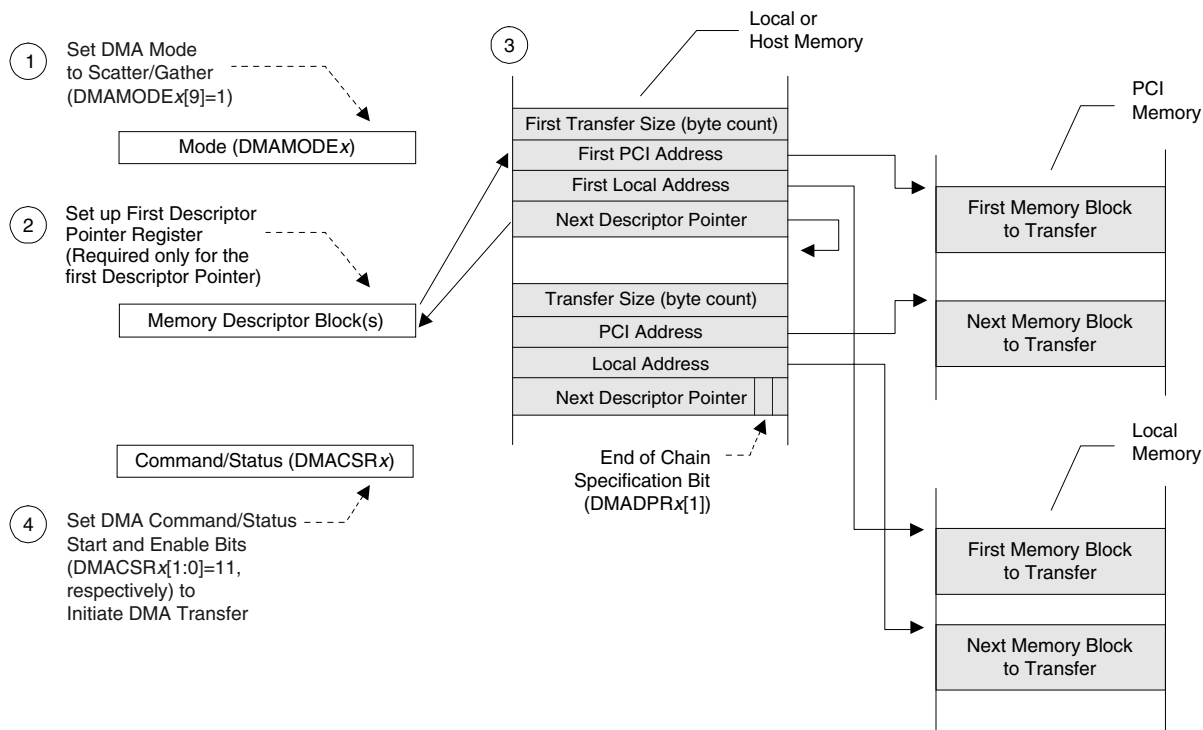 1
Set DMA Mode
to Scatter/Gather
(DMAMODEx[9]=1)
Mode (DMAMODEx)
2
Set up First Descriptor
Pointer Register
(Required only for the
first Descriptor Pointer)
Memory Descriptor Block(s)
Command/Status (DMACSRx)
4
Set DMA Command/Status
Start and Enable Bits
(DMACSRx[1:0]=11,
respectively) to
Initiate DMA Transfer
3
Local or
Host Memory
First Transfer Size (byte count)
First PCI Address
First Local Address
Next Descriptor Pointer
Transfer Size (byte count)
PCI Address
Local Address
Next Descriptor Pointer
End of Chain
Specification Bit
(DMADPRx[1])
PCI
Memory
First Memory Block
to Transfer
Next Memory Block
to Transfer
Local
Memory
First Memory Block
to Transfer
Next Memory Block
to Transfer